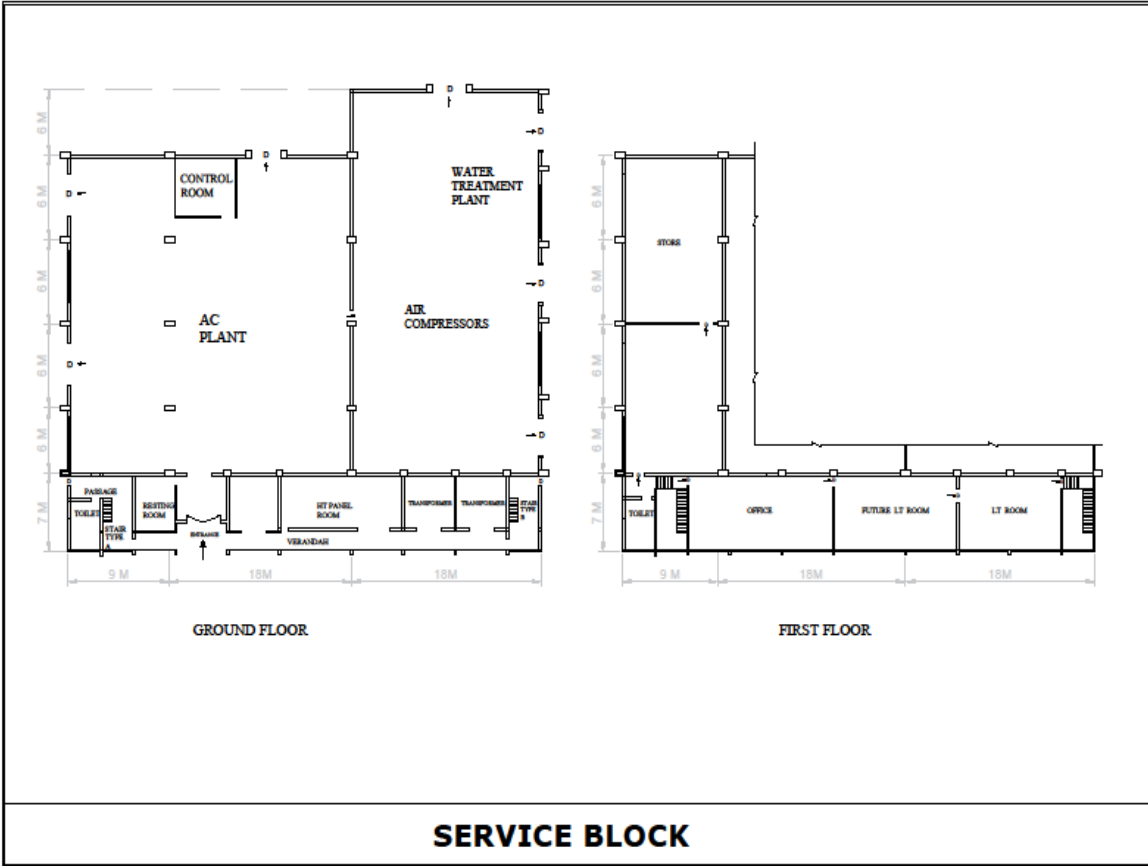 D
D
6 M
WATER
TREATMENT
PLANT
D
CONTROL
ROOM
D
6 M
6 M
STORE
6 M
D
6 M
6 M
AIR
COMPRESSORS
AC
PLANT
D
D
6 M
6 M
D
6 M
6 M
PASSAGE
TOILET
STAIR
TYPE
A
RESTING
ROOM
ENTRANCE
HT PANEL
ROOM
VERANDAH
TRANSFORMER
TRANSFORMER
STAIR
TYPE
B
7 M
7 M
TOILET
OFFICE
FUTURE LT ROOM
LT ROOM
9 M
18M
18M
9 M
18M
18M
GROUND FLOOR
FIRST FLOOR
SERVICE BLOCK